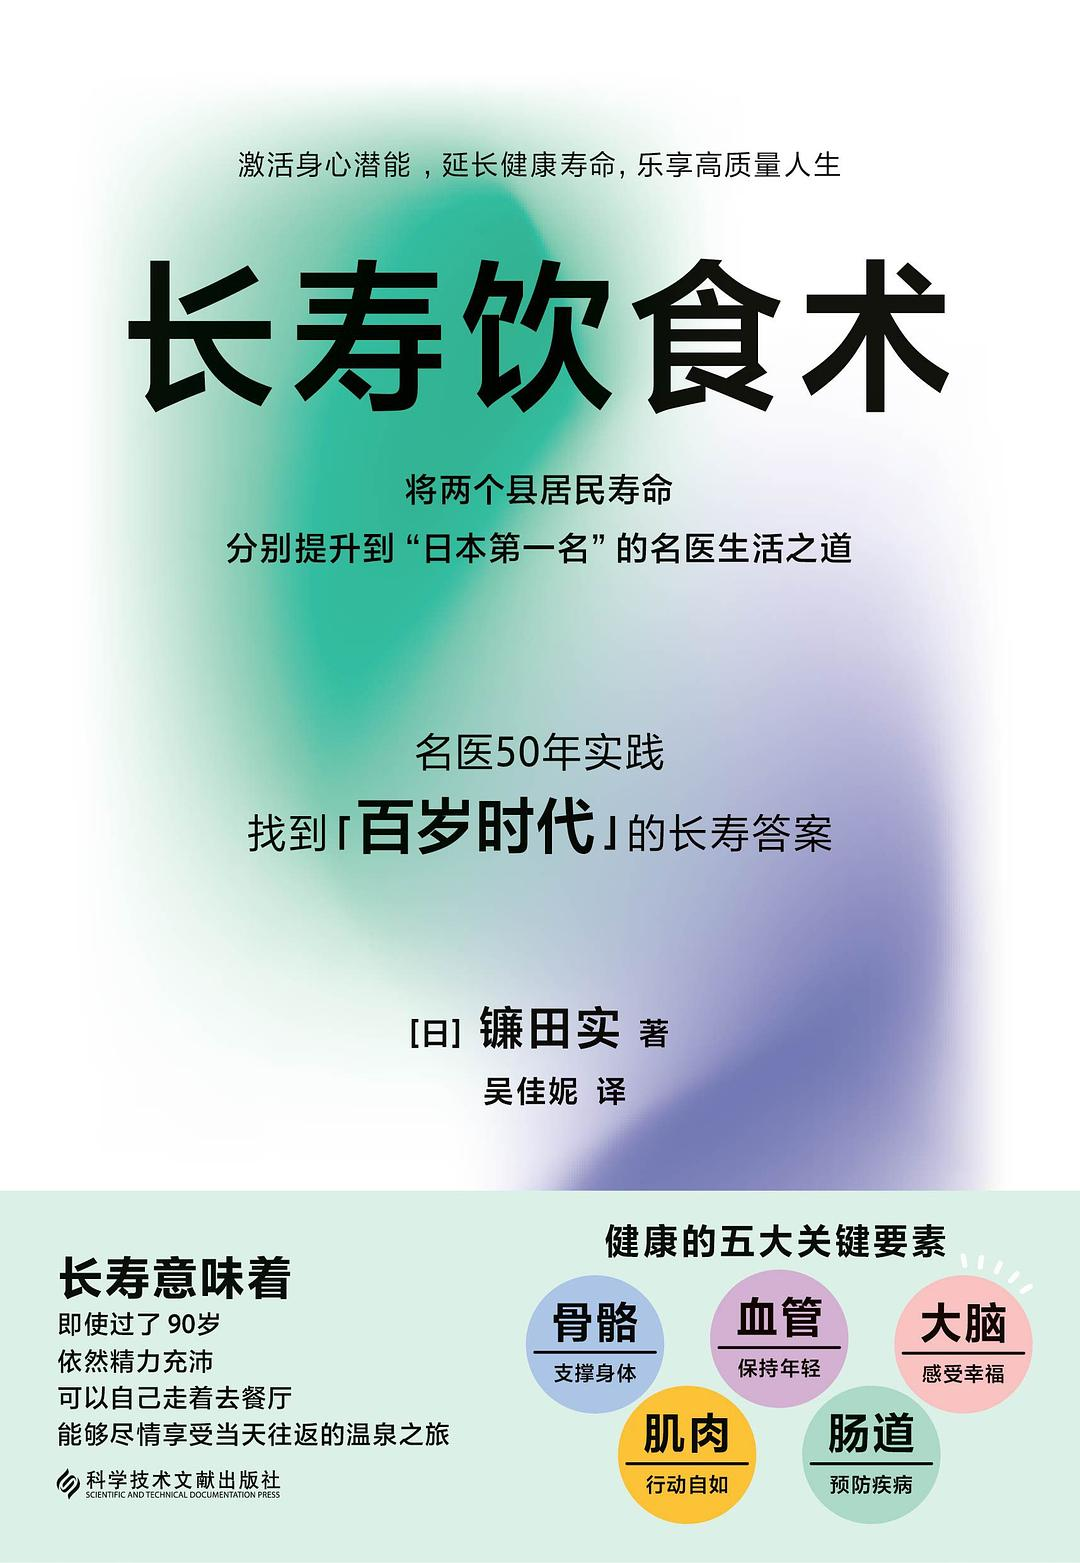 激活身心潜能，延长健康寿命，乐享高质量人生
长寿饮食术
将两个县居民寿命
分别提升到“日本第一名”的名医生活之道
名医50年实践
找到「百岁时代」的长寿答案
[日] 镰田实 著
吴佳妮 译
长寿意味着
即使过了 90岁
依然精力充沛
可以自己走着去餐厅
能够尽情享受当天往返的温泉之旅
科学技术文献出版社
SCIENTIFIC AND TECHNICAL DOCUMENTATION PRESS
健康的五大关键要素
骨骼
支撑身体
血管
保持年轻
大脑
感受幸福
肌肉
行动自如
肠道
预防疾病